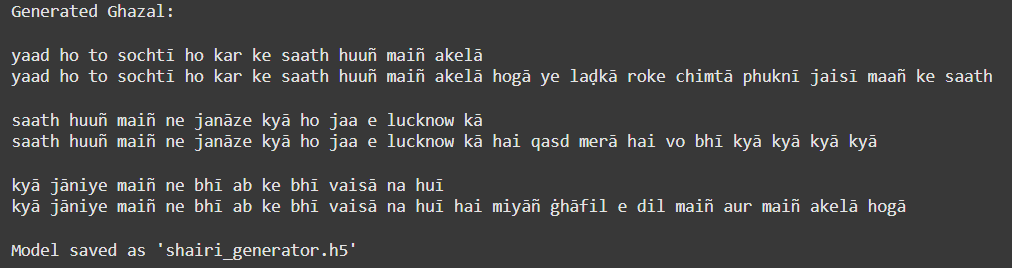 Generated Ghazal:
yaad ho to sochtī ho kar ke saath huuñ maiñ akelā
yaad ho to sochtī ho kar ke saath huuñ maiñ akelā hogā ye laḍkā roke chimtā phuknī jaisī maañ ke saath
saath huuñ maiñ ne janāze kyā ho jaa e lucknow kā
saath huuñ maiñ ne janāze kyā ho jaa e lucknow kā hai qasd merā hai vo bhī kyā kyā kyā kyā
kyā jāniye maiñ ne bhī ab ke bhī vaisā na huī
kyā jāniye maiñ ne bhī ab ke bhī vaisā na huī hai miyāñ ġhāfil e dil maiñ aur maiñ akelā hogā
Model saved as 'shairi_generator.h5'